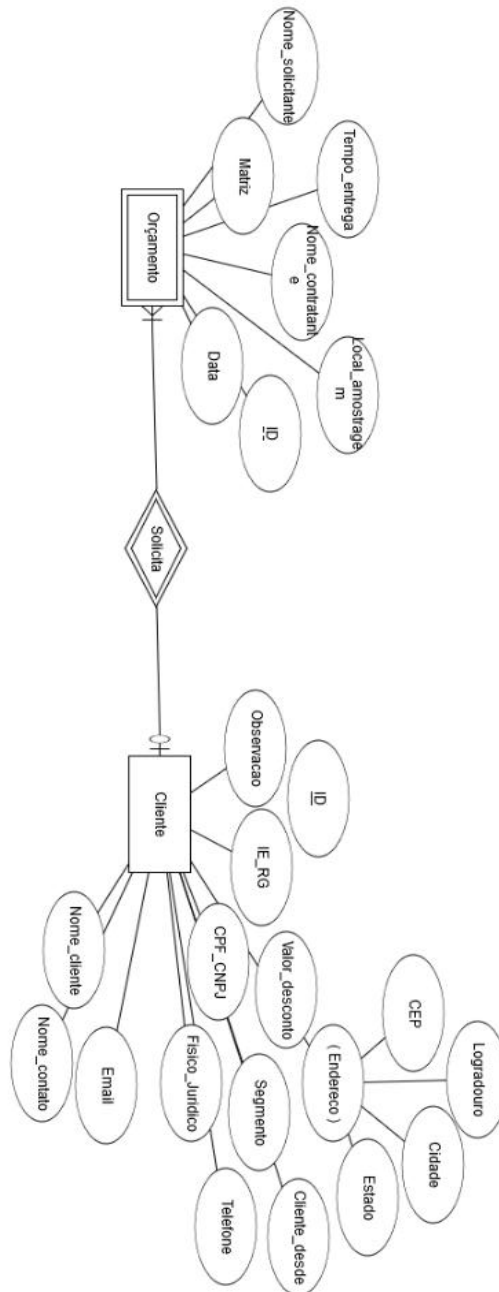 Nome_solicitante
Matriz
Tempo_entrega
Orçamento
Nome_contratant
e
Local_amostrage
m
Data
ID
Solicita
Observacao
ID
Cliente
IE_RG
Valor_desconto
CPF_CNPJ
Nome_cliente
Nome_contato
Email
Fisico_Juridico
Telefone
Segmento
Cliente_desde
( Endereco )
CEP
Logradouro
Cidade
Estado